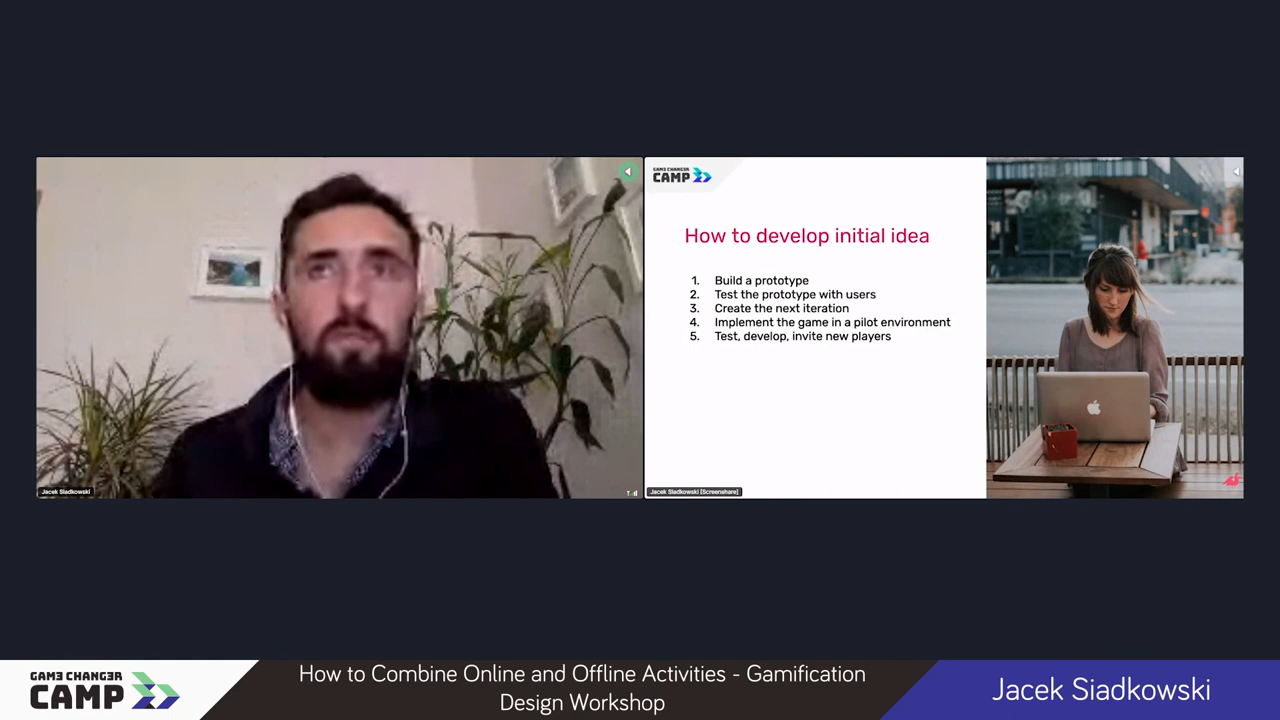 Jacek Siadkowski
GAM3 CHANG3R
CAMP
How to develop initial idea
1. Build a prototype
2. Test the prototype with users
3. Create the next iteration
4. Implement the game in a pilot environment
5. Test, develop, invite new players
Jacek Siadkowski [Screenshare]
GAM3 CHANG3R
CAMP
How to Combine Online and Offline Activities - Gamification
Design Workshop
Jacek Siadkowski